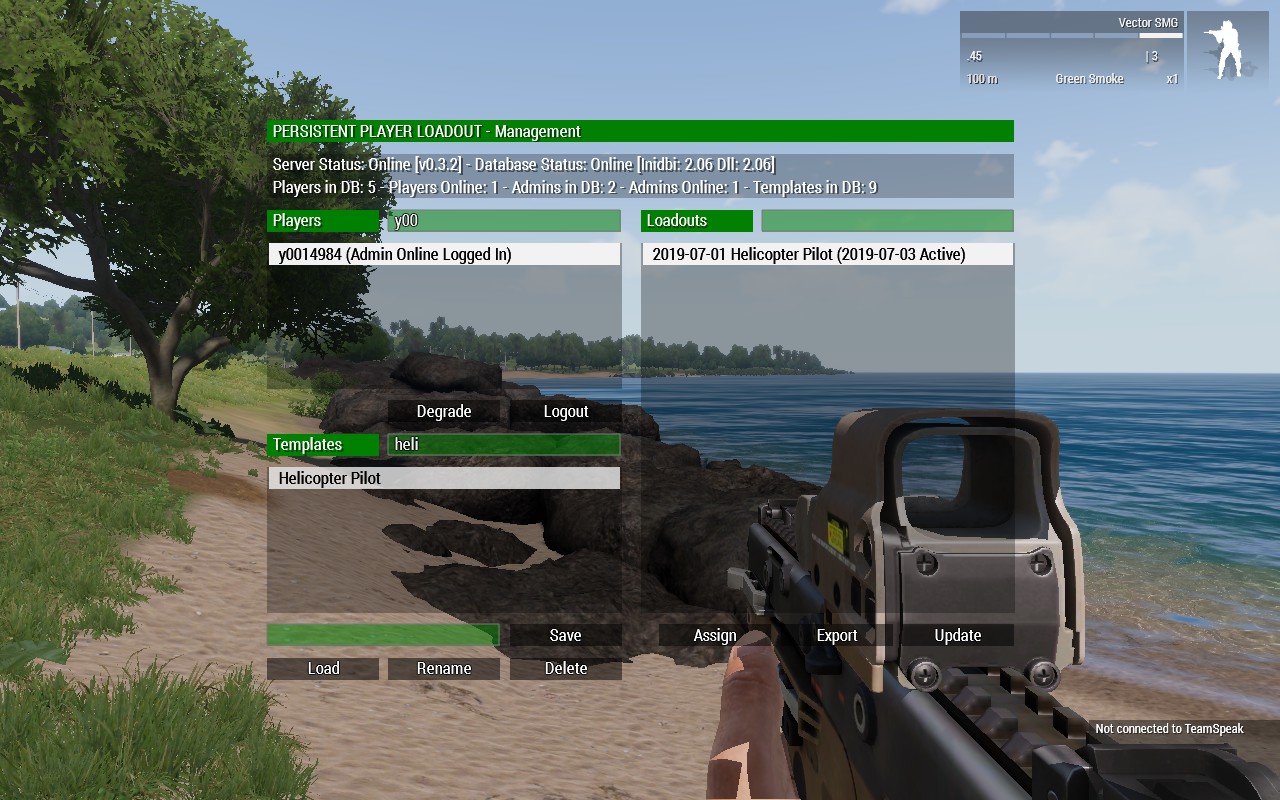 Vector SMG
.45 | 3
100 m Green Smoke x1
PERSISTENT PLAYER LOADOUT - Management
Server Status: Online [v0.3.2] - Database Status: Online [Inidbi: 2.06 Dll: 2.06]
Players in DB: 5 - Players Online: 1 - Admins in DB: 2 - Admins Online: 1 - Templates in DB: 9
Players y00 Loadouts
y0014984 (Admin Online Logged In) 2019-07-01 Helicopter Pilot (2019-07-03 Active)
Degrade Logout
Templates heli
Helicopter Pilot
Save Assign Export Update
Load Rename Delete
Not connected to TeamSpeak